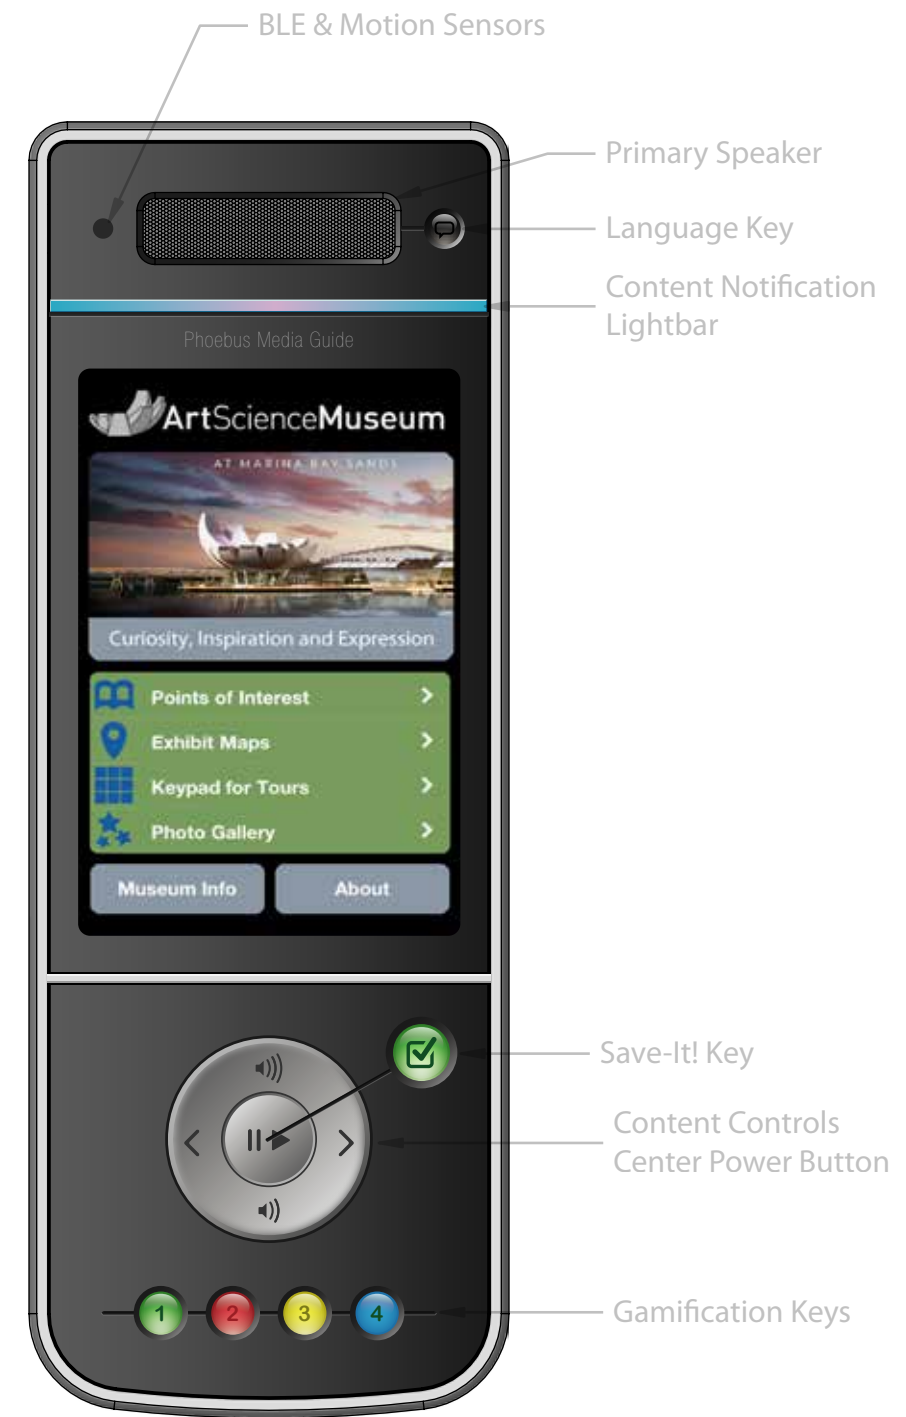 BLE & Motion Sensors
Primary Speaker
Language Key
Content Notification
Lightbar
Phoebus Media Guide
ArtScienceMuseum
AT MARINA BAY SANDS
Curiosity, Inspiration and Expression
Points of Interest
Exhibit Maps
Keypad for Tours
Photo Gallery
Museum Info
About
Save-It! Key
Content Controls
Center Power Button
1 2 3 4
Gamification Keys